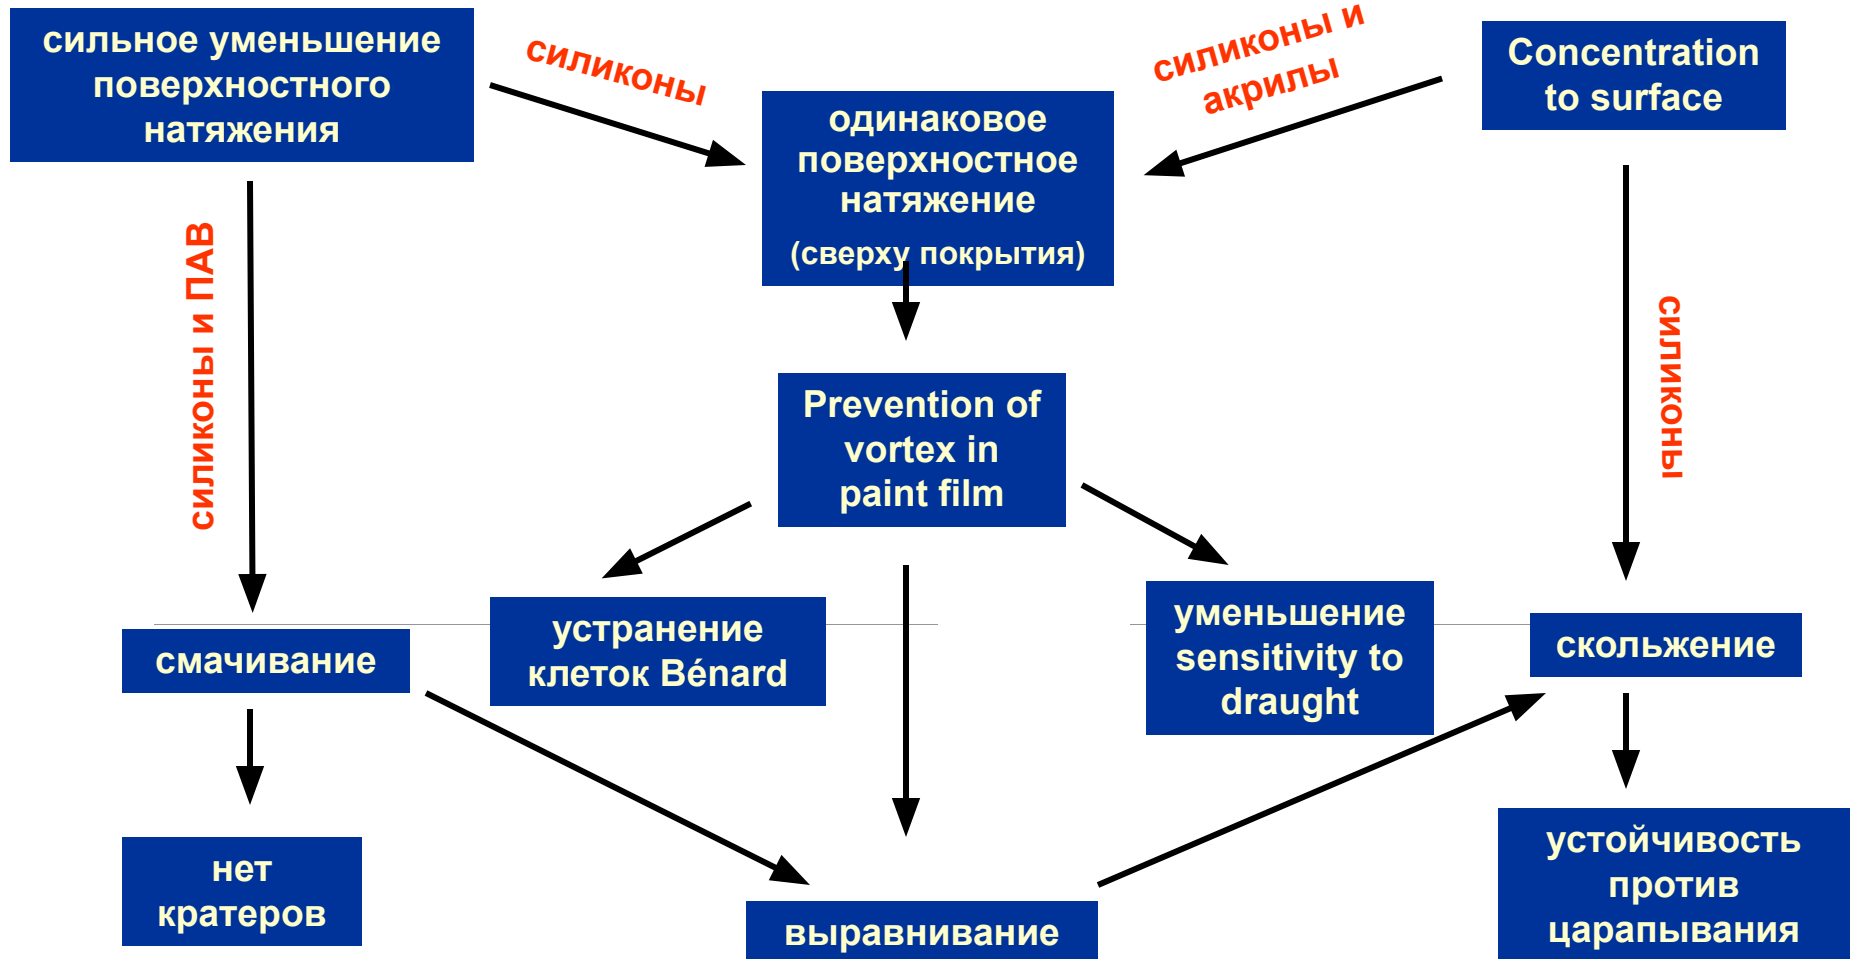 сильное уменьшение
поверхностного
натяжения
силиконы
силиконы и
акрилы
Concentration
to surface
одинаковое
поверхностное
натяжение
(сверху покрытия)
силиконы и ПАВ
силиконы
Prevention of
vortex in
paint film
смачивание
устранение
клеток Bénard
уменьшение
sensitivity to
draught
скольжение
нет
кратеров
выравнивание
устойчивость
против
царапывания